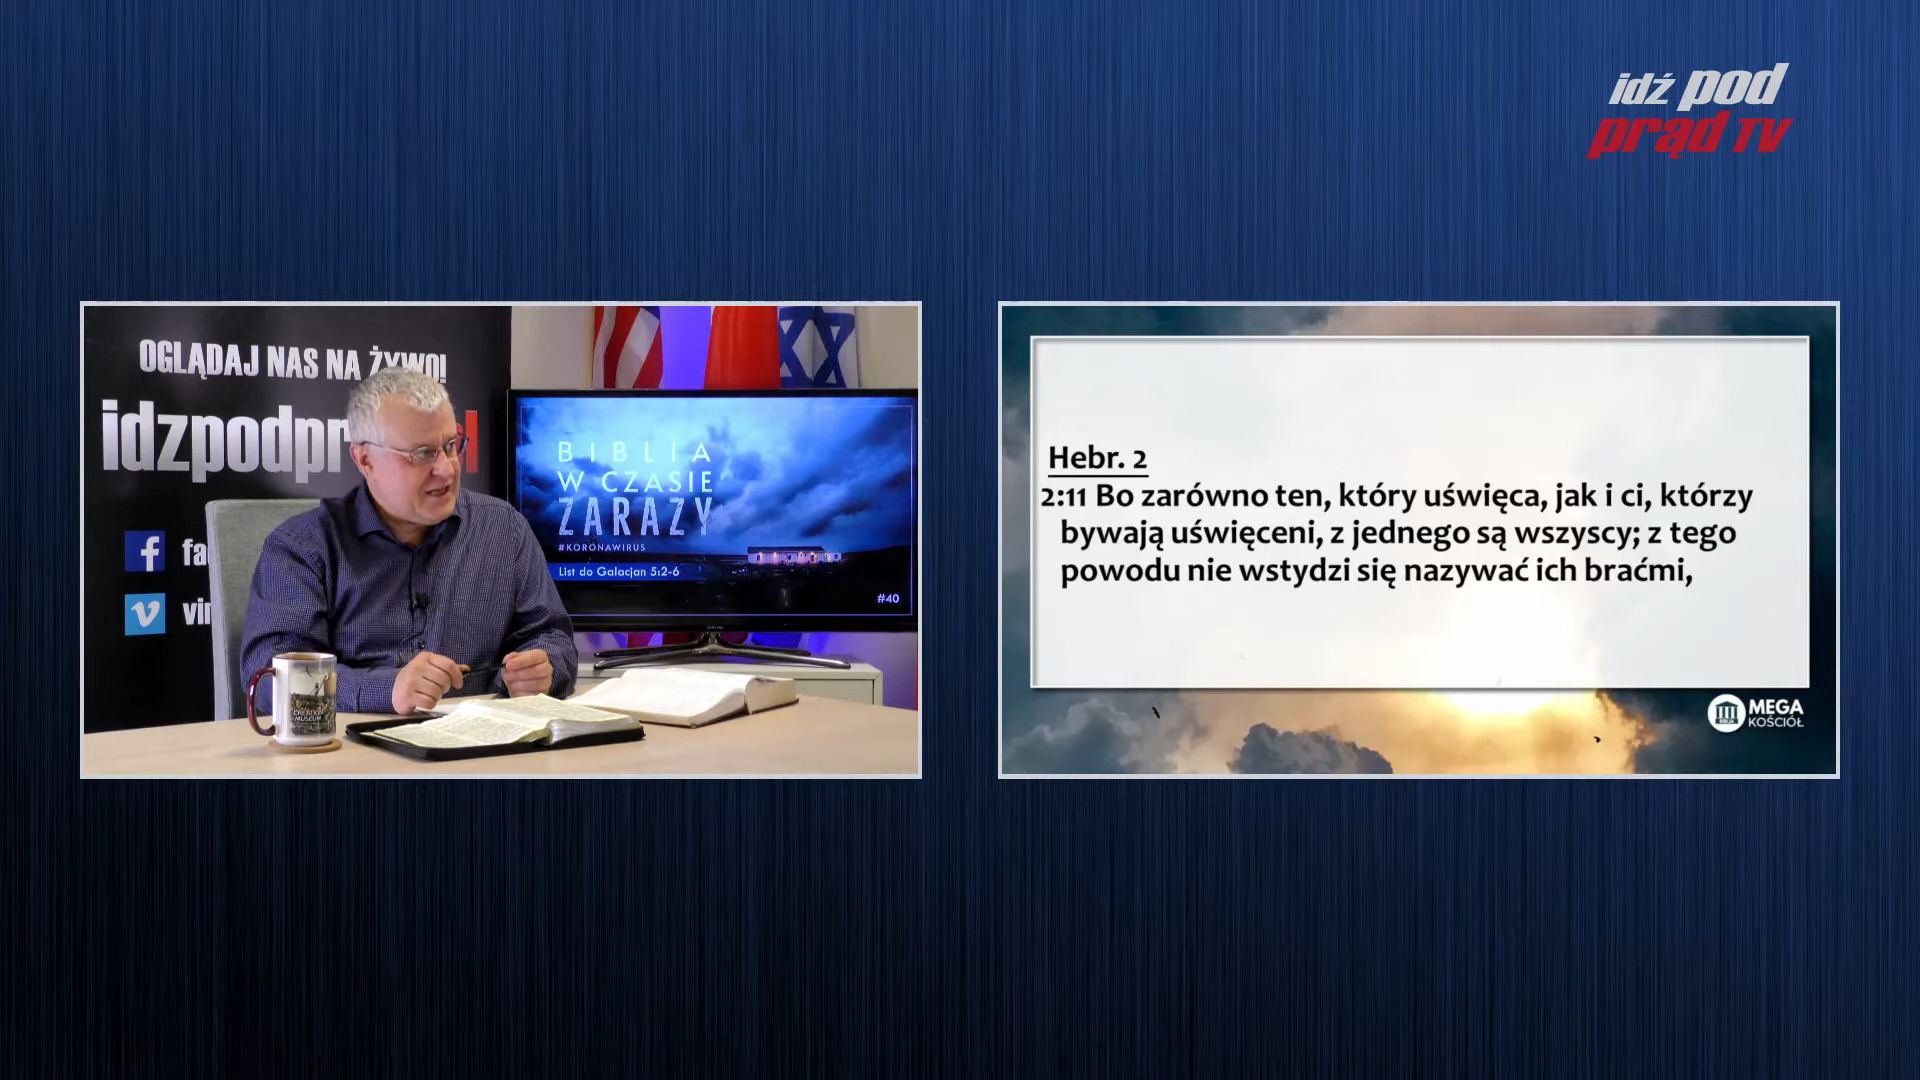 idź pod
prąd TV
OGLĄDAJ NAS NA ŻYWO!
idzpodpr
fa
vi
BIBLIA
W CZASIE
ZARAZY
#KORONAWIRUS
List do Galacjan 5:2-6
#40
CREATION
MUSEUM
Hebr. 2
2:11 Bo zarówno ten, który uświęca, jak i ci, którzy
bywają uświęceni, z jednego są wszyscy; z tego
powodu nie wstydzi się nazywać ich braćmi,
MEGA
KOŚCIÓŁ